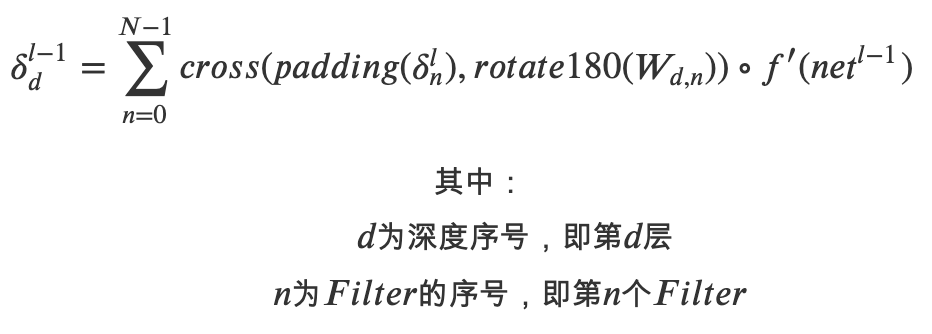 δ_d^{l−1} = ∑_{n=0}^{N−1} cross(padding(δ_n^l), rotate180(W_{d,n})) ∘ f′(net^{l−1})
其中：
d为深度序号，即第d层
n为Filter的序号，即第n个Filter